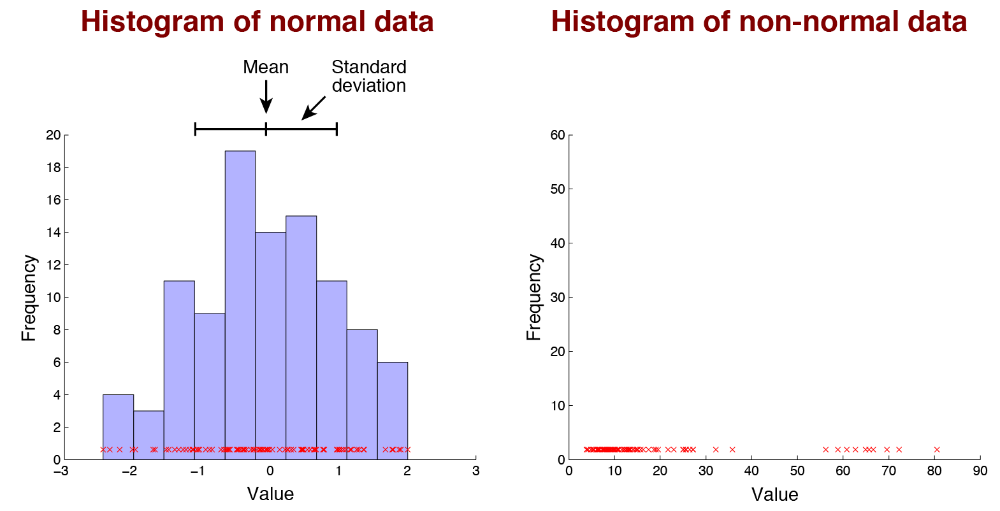 Histogram of normal data
Mean
Standard
deviation
20
18
16
14
12
10
8
6
4
2
0
Frequency
−3 −2 −1 0 1 2 3
Value
Histogram of non-normal data
60
50
40
30
20
10
0
Frequency
0 10 20 30 40 50 60 70 80 90
Value